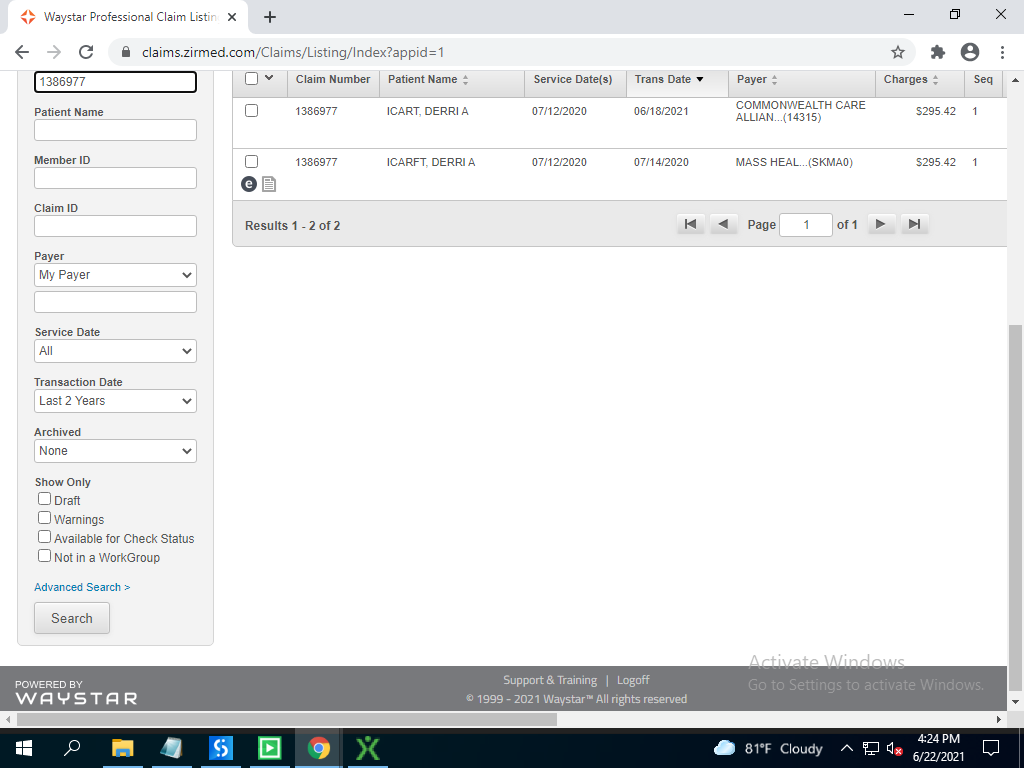 Waystar Professional Claim Listin
claims.zirmed.com/Claims/Listing/Index?appid=1
1386977
Patient Name
Member ID
Claim ID
Payer
My Payer
Service Date
All
Transaction Date
Last 2 Years
Archived
None
Show Only
Draft
Warnings
Available for Check Status
Not in a WorkGroup
Advanced Search >
Search
Claim Number Patient Name Service Date(s) Trans Date Payer Charges Seq
1386977 ICART, DERRI A 07/12/2020 06/18/2021 COMMONWEALTH CARE ALLIAN...(14315) $295.42 1
1386977 ICARFT, DERRI A 07/12/2020 07/14/2020 MASS HEAL...(SKMA0) $295.42 1
e
Results 1 - 2 of 2
Page 1 of 1
Activate Windows
Go to Settings to activate Windows.
POWERED BY
WAYSTAR
Support & Training | Logoff
© 1999 - 2021 Waystar™ All rights reserved
81°F Cloudy
4:24 PM
6/22/2021